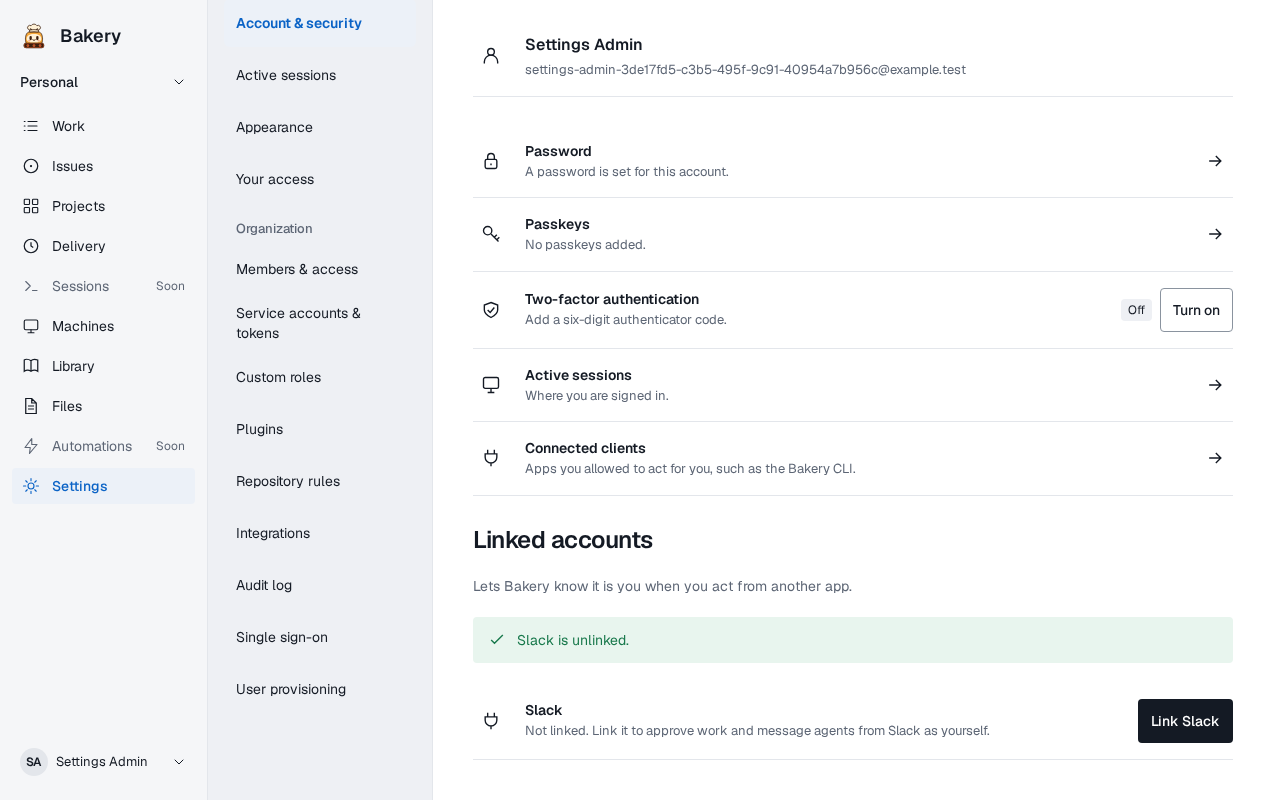 Bakery
Personal
Work
Issues
Projects
Delivery
Sessions Soon
Machines
Library
Files
Automations Soon
Settings
SA Settings Admin
Account & security
Active sessions
Appearance
Your access
Organization
Members & access
Service accounts &
tokens
Custom roles
Plugins
Repository rules
Integrations
Audit log
Single sign-on
User provisioning
Settings Admin
settings-admin-3de17fd5-c3b5-495f-9c91-40954a7b956c@example.test
Password
A password is set for this account.
Passkeys
No passkeys added.
Two-factor authentication
Add a six-digit authenticator code.
Off Turn on
Active sessions
Where you are signed in.
Connected clients
Apps you allowed to act for you, such as the Bakery CLI.
Linked accounts
Lets Bakery know it is you when you act from another app.
Slack is unlinked.
Slack
Not linked. Link it to approve work and message agents from Slack as yourself.
Link Slack